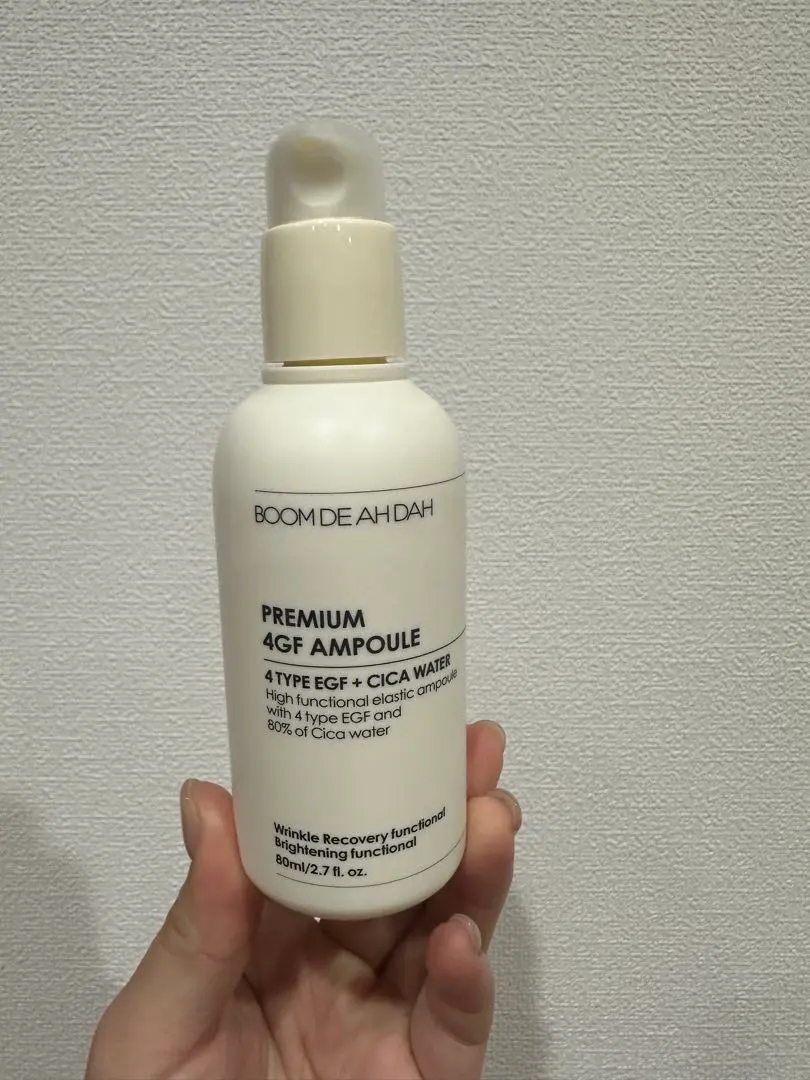 BOOM DE AH DAH
PREMIUM
4GF AMPOULE
4 TYPE EGF + CICA WATER
High functional elastic ampoule
with 4 type EGF and
80% of Cica water
Wrinkle Recovery functional
Brightening functional
80ml/2.7 fl. oz.